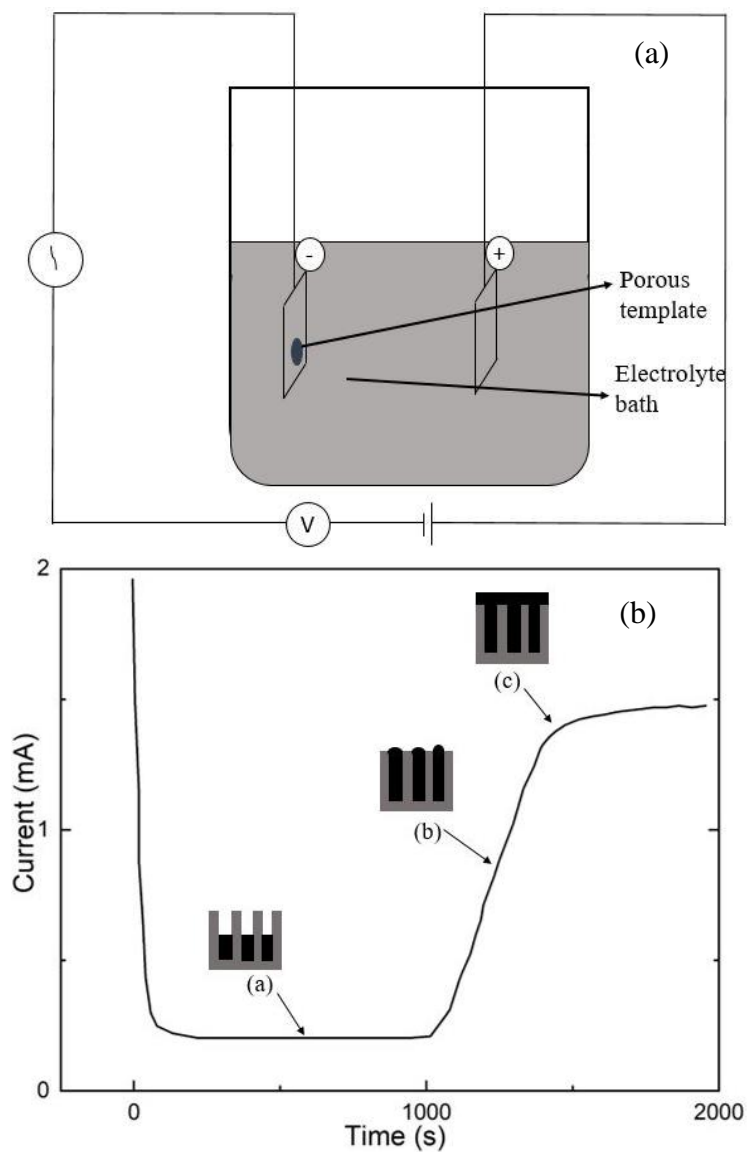 (a)
-
+
Porous
template
Electrolyte
bath
V
2
(b)
(c)
(b)
1
(a)
0
0
1000
2000
Current (mA)
Time (s)